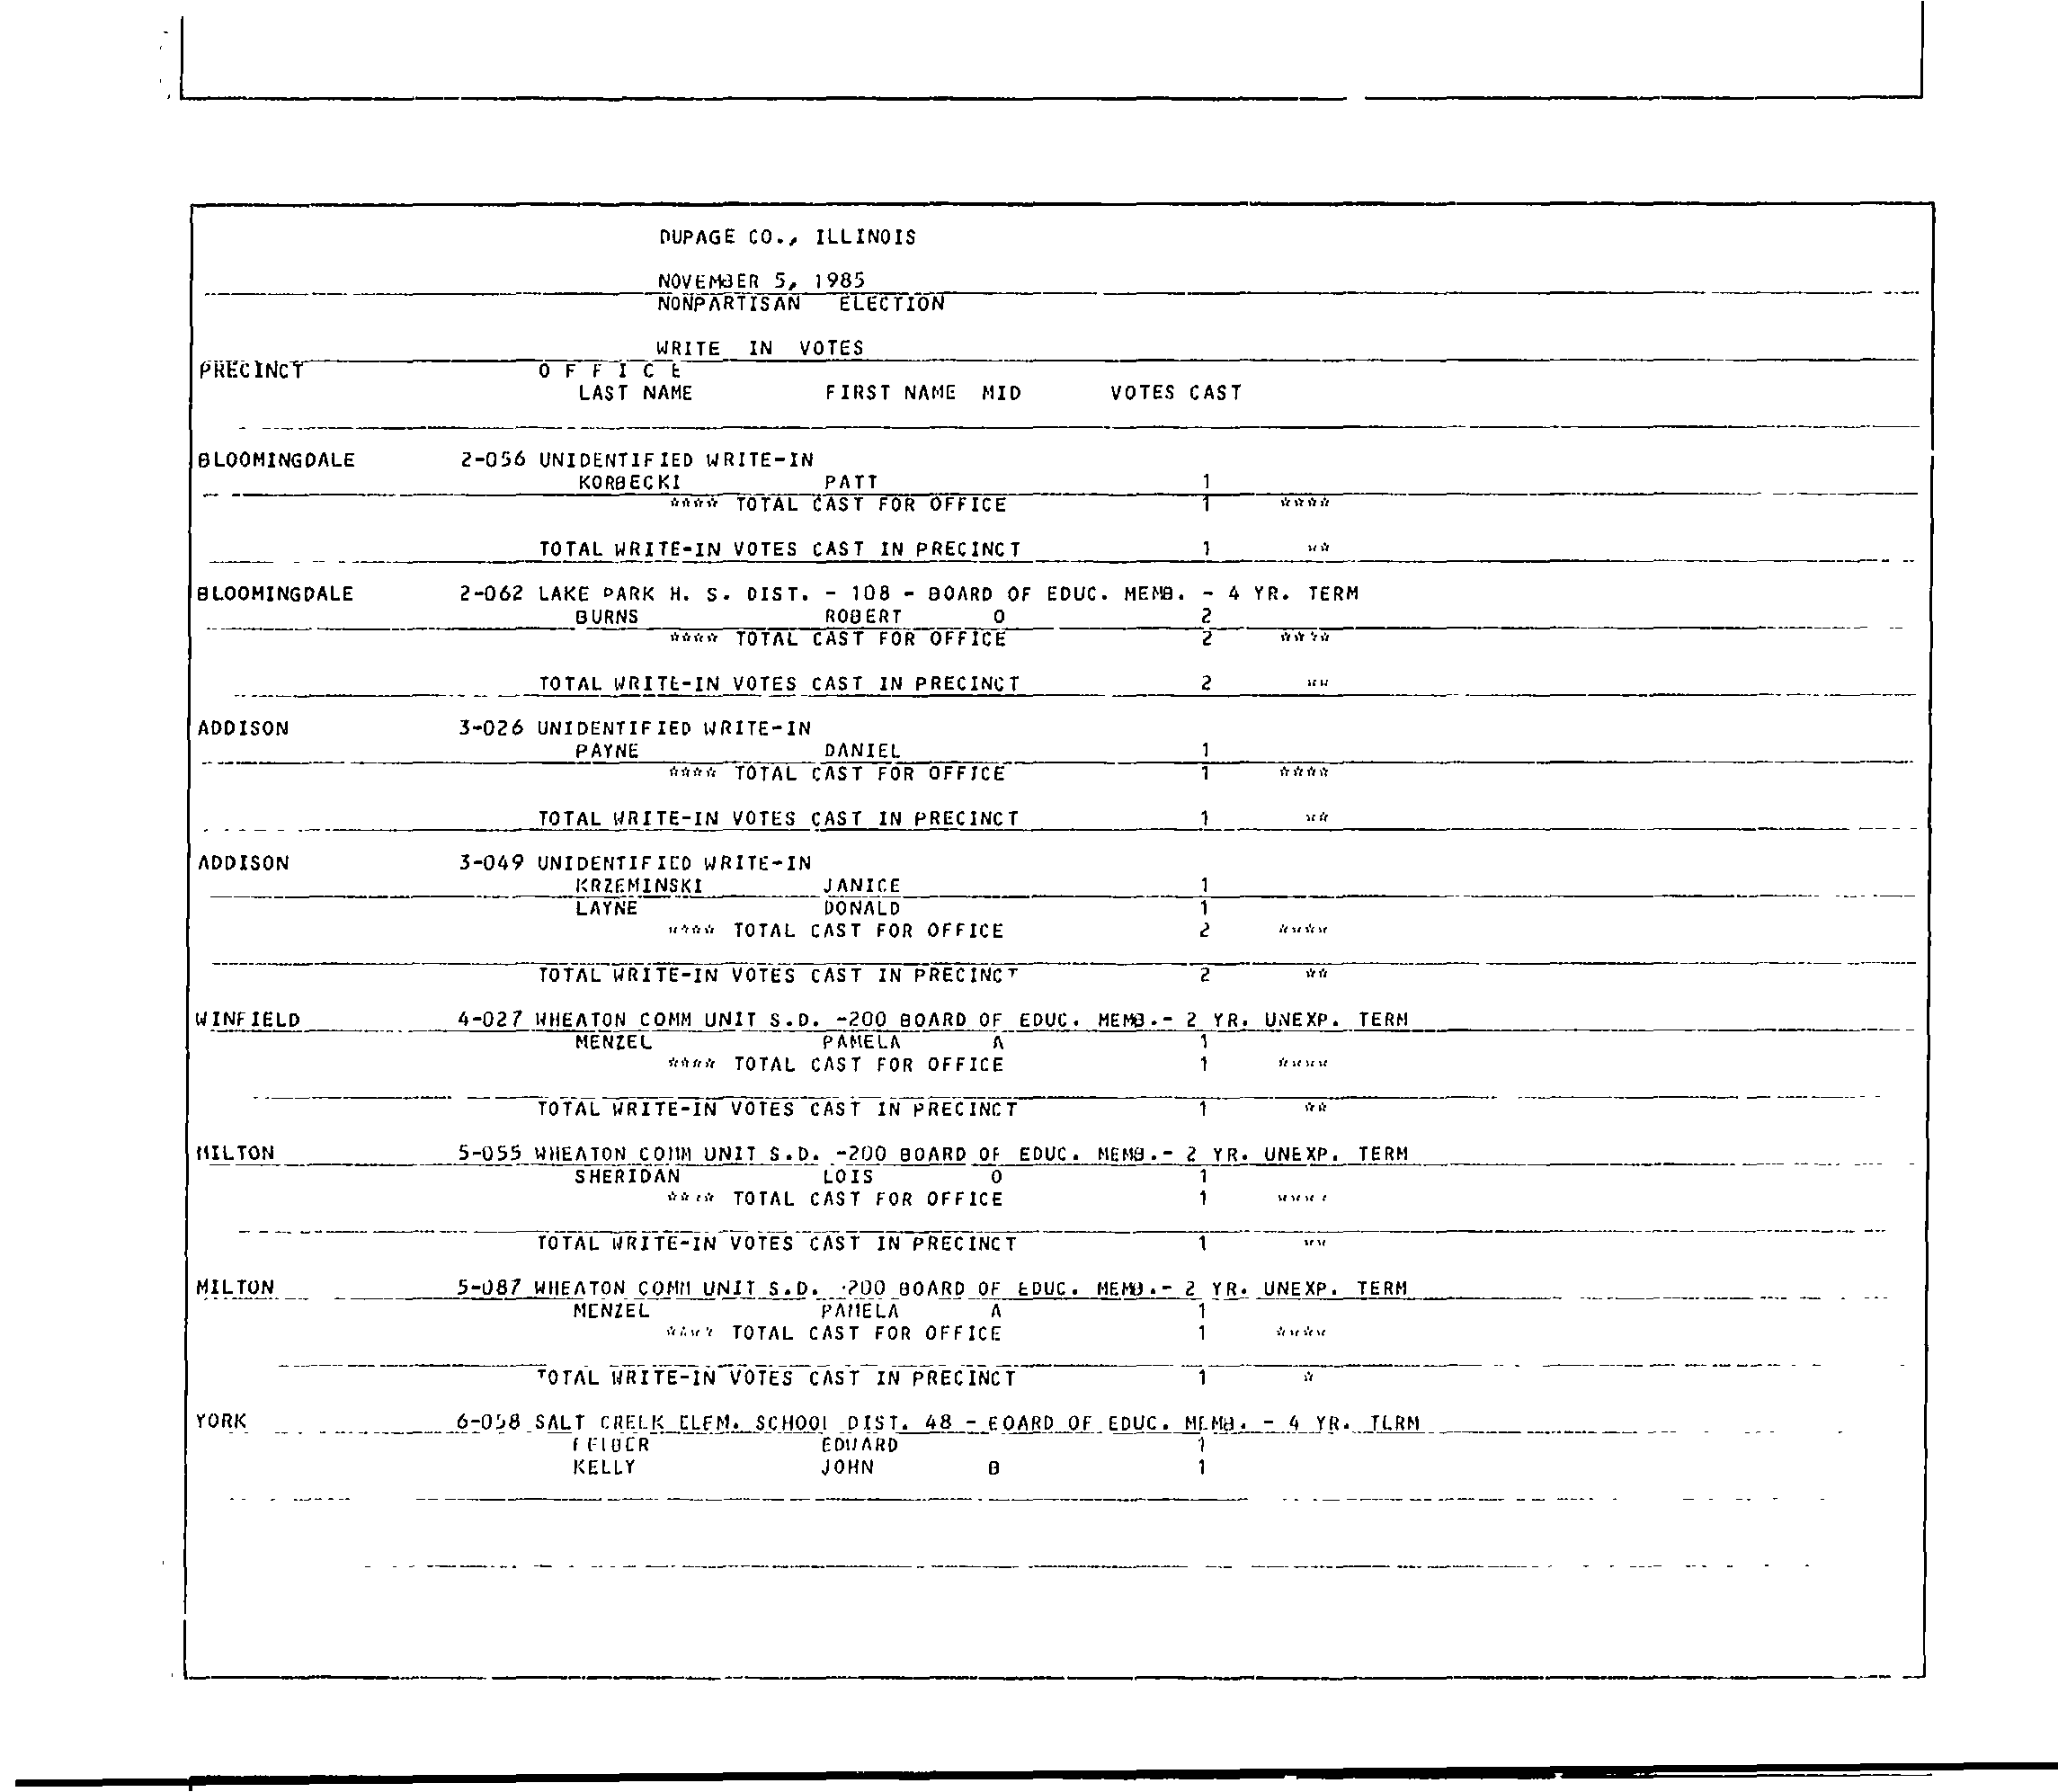 DUPAGE CO., ILLINOIS
NOVEMBER 5, 1985
NONPARTISAN ELECTION
WRITE IN VOTES
PRECINCT O F F I C E
LAST NAME FIRST NAME MID VOTES CAST
BLOOMINGDALE 2-056 UNIDENTIFIED WRITE-IN
KORBECKI PATT 1
**** TOTAL CAST FOR OFFICE 1 ****
TOTAL WRITE-IN VOTES CAST IN PRECINCT 1 **
BLOOMINGDALE 2-062 LAKE PARK H. S. DIST. - 108 - BOARD OF EDUC. MEMB. - 4 YR. TERM
BURNS ROBERT O 2
**** TOTAL CAST FOR OFFICE 2 ****
TOTAL WRITE-IN VOTES CAST IN PRECINCT 2 **
ADDISON 3-026 UNIDENTIFIED WRITE-IN
PAYNE DANIEL 1
**** TOTAL CAST FOR OFFICE 1 ****
TOTAL WRITE-IN VOTES CAST IN PRECINCT 1 **
ADDISON 3-049 UNIDENTIFIED WRITE-IN
KRZEMINSKI JANICE 1
LAYNE DONALD 1
**** TOTAL CAST FOR OFFICE 2 ****
TOTAL WRITE-IN VOTES CAST IN PRECINCT 2 **
WINFIELD 4-027 WHEATON COMM UNIT S.D. -200 BOARD OF EDUC. MEMB.- 2 YR. UNEXP. TERM
MENZEL PAMELA A 1
**** TOTAL CAST FOR OFFICE 1 ****
TOTAL WRITE-IN VOTES CAST IN PRECINCT 1 **
MILTON 5-055 WHEATON COMM UNIT S.D. -200 BOARD OF EDUC. MEMB.- 2 YR. UNEXP. TERM
SHERIDAN LOIS O 1
**** TOTAL CAST FOR OFFICE 1 ****
TOTAL WRITE-IN VOTES CAST IN PRECINCT 1 **
MILTON 5-087 WHEATON COMM UNIT S.D. -200 BOARD OF EDUC. MEMB.- 2 YR. UNEXP. TERM
MENZEL PAMELA A 1
**** TOTAL CAST FOR OFFICE 1 ****
TOTAL WRITE-IN VOTES CAST IN PRECINCT 1 *
YORK 6-058 SALT CREEK ELEM. SCHOOL DIST. 48 - BOARD OF EDUC. MEMB. - 4 YR. TERM
FELBER EDWARD 1
KELLY JOHN B 1